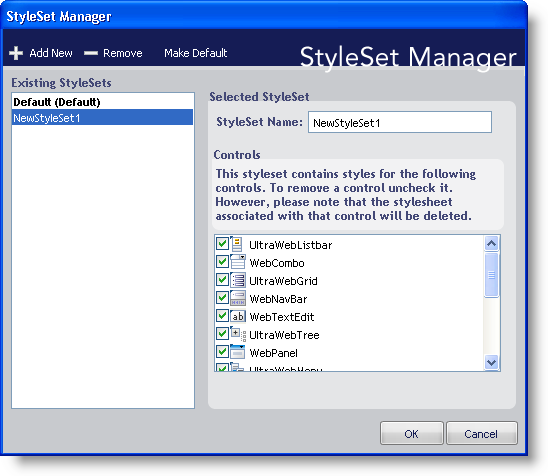 StyleSet Manager
Add New Remove Make Default StyleSet Manager
Existing StyleSets
Default (Default)
NewStyleSet1
Selected StyleSet
StyleSet Name: NewStyleSet1
Controls
This styleset contains styles for the following
controls. To remove a control uncheck it.
However, please note that the stylesheet
associated with that control will be deleted.
UltraWebListbar
WebCombo
UltraWebGrid
WebNavBar
ab WebTextEdit
UltraWebTree
WebPanel
UltraWebMenu
OK Cancel